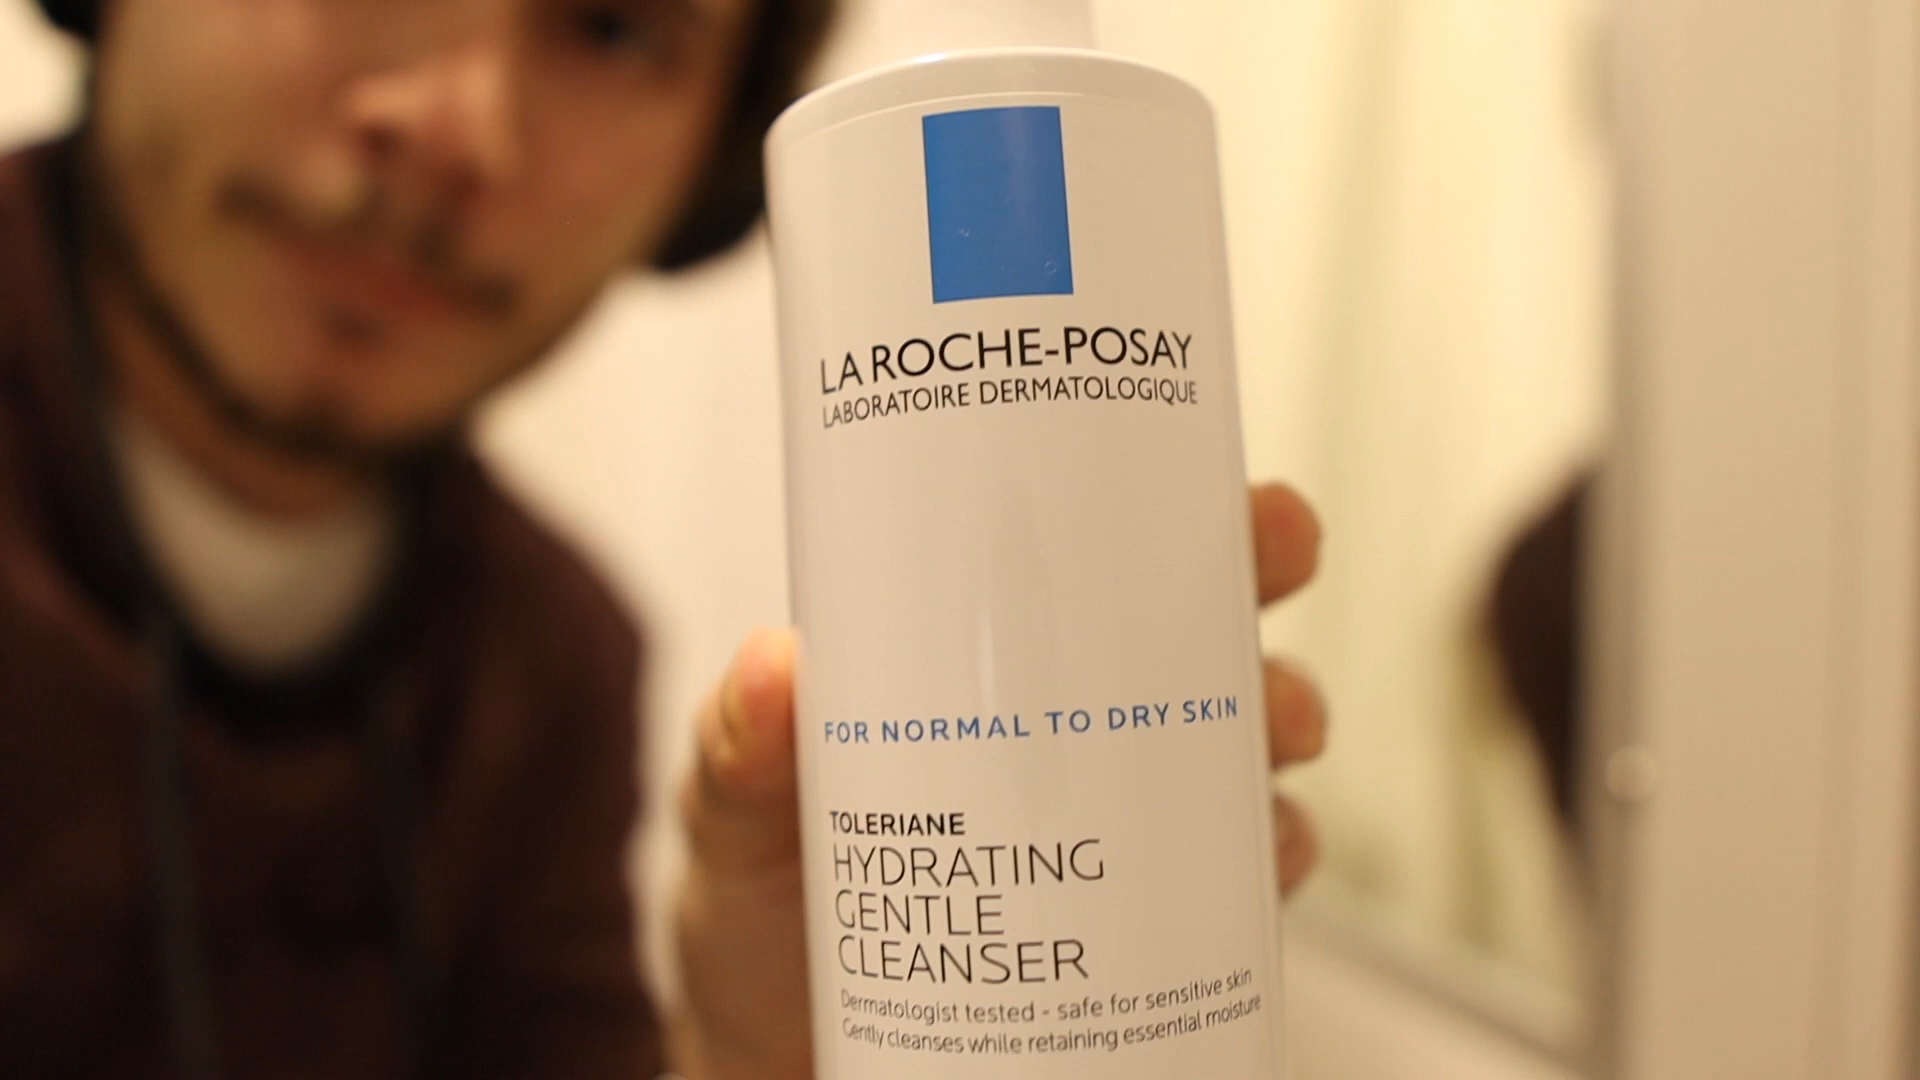 LA ROCHE-POSAY
LABORATOIRE DERMATOLOGIQUE
FOR NORMAL TO DRY SKIN
TOLERIANE
HYDRATING
GENTLE
CLEANSER
Dermatologist tested - safe for sensitive skin
Gently cleanses while retaining essential moisture